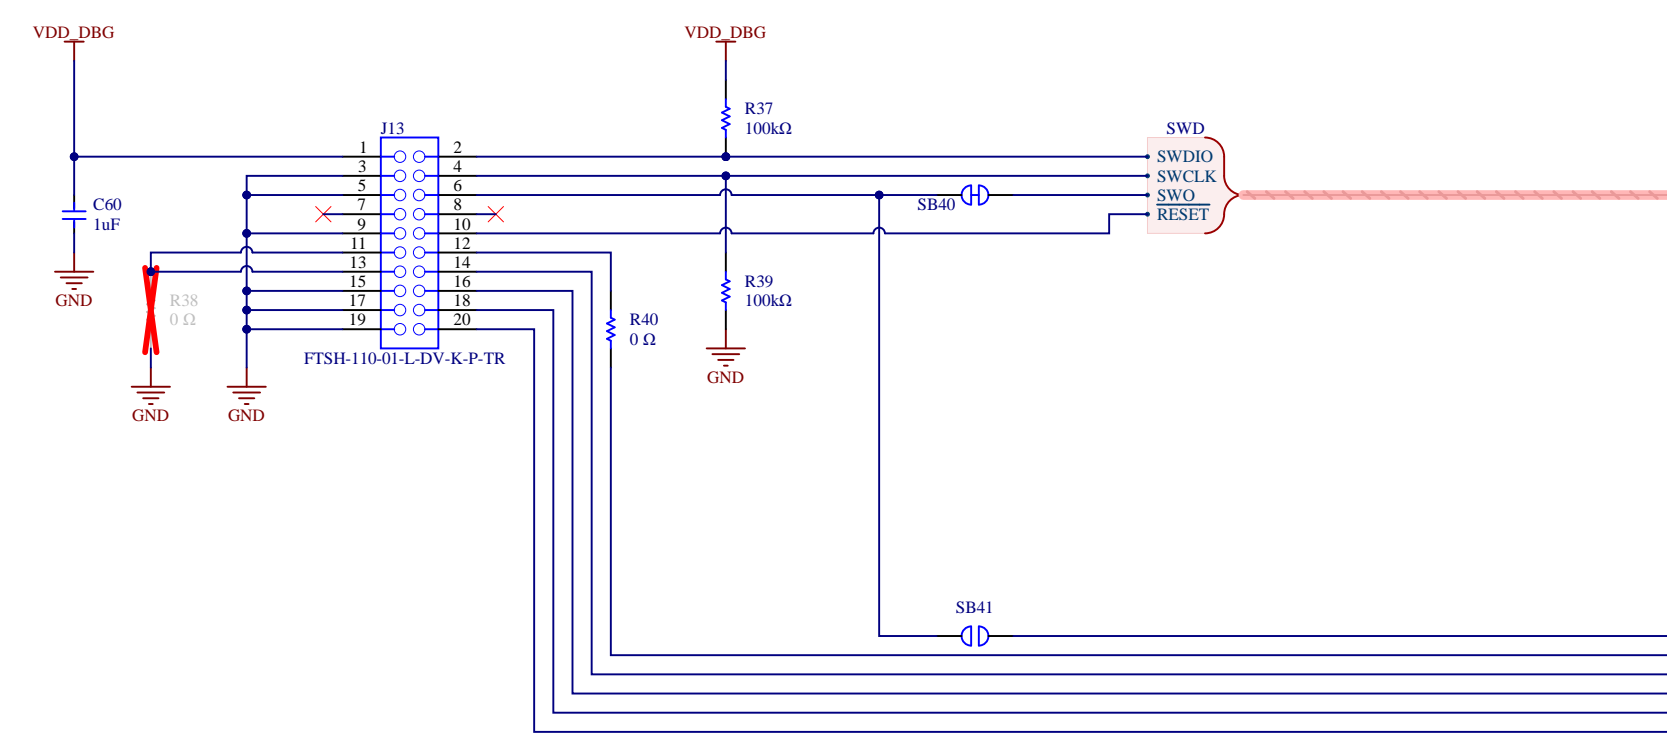 VDD_DBG
VDD_DBG
R37
100kΩ
J13
SWD
1
2
SWDIO
3
4
SWCLK
5
6
SWO
7
8
RESET
9
10
11
12
13
14
15
16
17
18
19
20
C60
1uF
SB40
GND
R38
0 Ω
R39
100kΩ
R40
0 Ω
FTSH-110-01-L-DV-K-P-TR
GND
GND
GND
SB41